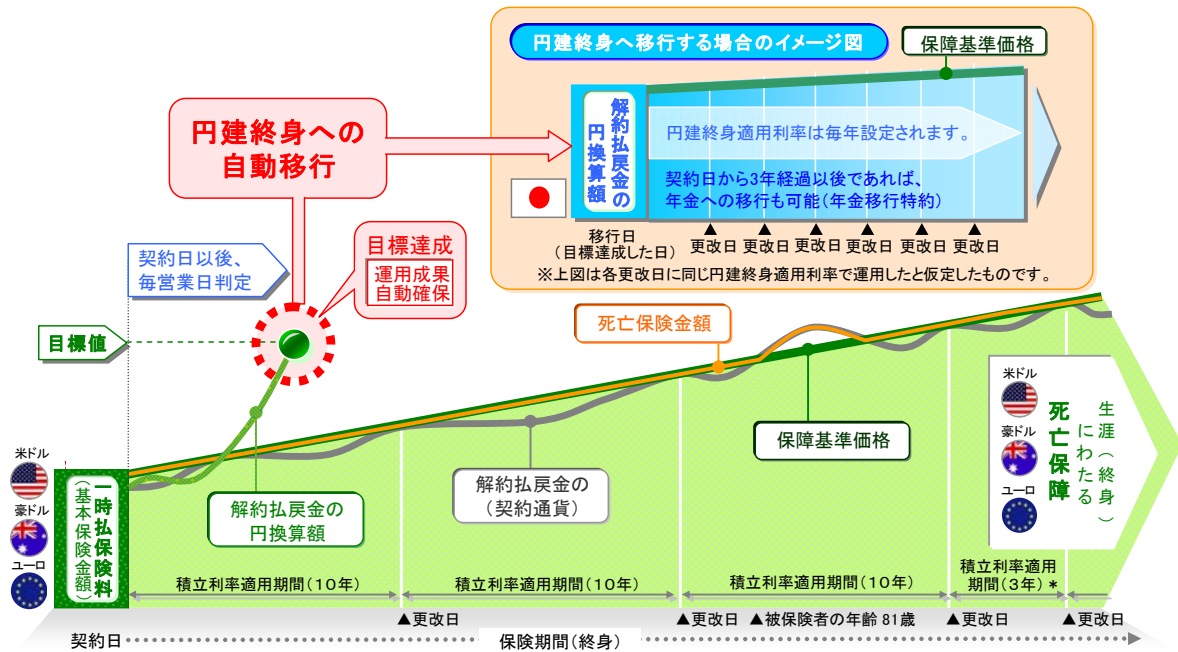 円建終身へ移行する場合のイメージ図
保障基準価格
解約払戻金の
円換算額
円建終身適用利率は毎年設定されます。
契約日から3年経過以後であれば、
年金への移行も可能(年金移行特約)
移行日
(目標達成した日)
▲
更改日
▲
更改日
▲
更改日
▲
更改日
▲
更改日
▲
更改日
※上図は各更改日に同じ円建終身適用利率で運用したと仮定したものです。
円建終身への
自動移行
契約日以後、
毎営業日判定
目標達成
運用成果
自動確保
目標値
死亡保険金額
保障基準価格
解約払戻金の
円換算額
解約払戻金の
(契約通貨)
米ドル
豪ドル
ユーロ
一時払保険料
(基本保険金額)
米ドル
豪ドル
ユーロ
生涯(終身)
にわたる
死亡保障
積立利率適用期間(10年)
積立利率適用期間(10年)
積立利率適用期間(10年)
積立利率適用
期間(3年)*
▲更改日
▲更改日
▲被保険者の年齢 81歳
▲更改日
▲更改日
契約日
保険期間(終身)